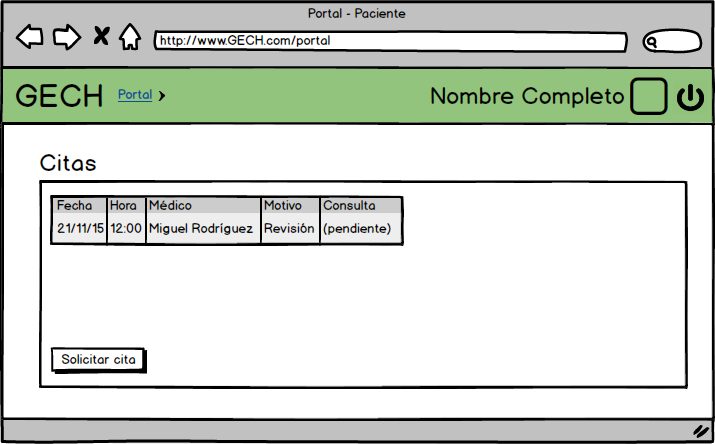 Portal - Paciente
http://www.GECH.com/portal
GECH Portal Nombre Completo
Citas
Fecha Hora Médico Motivo Consulta
21/11/15 12:00 Miguel Rodríguez Revisión (pendiente)
Solicitar cita